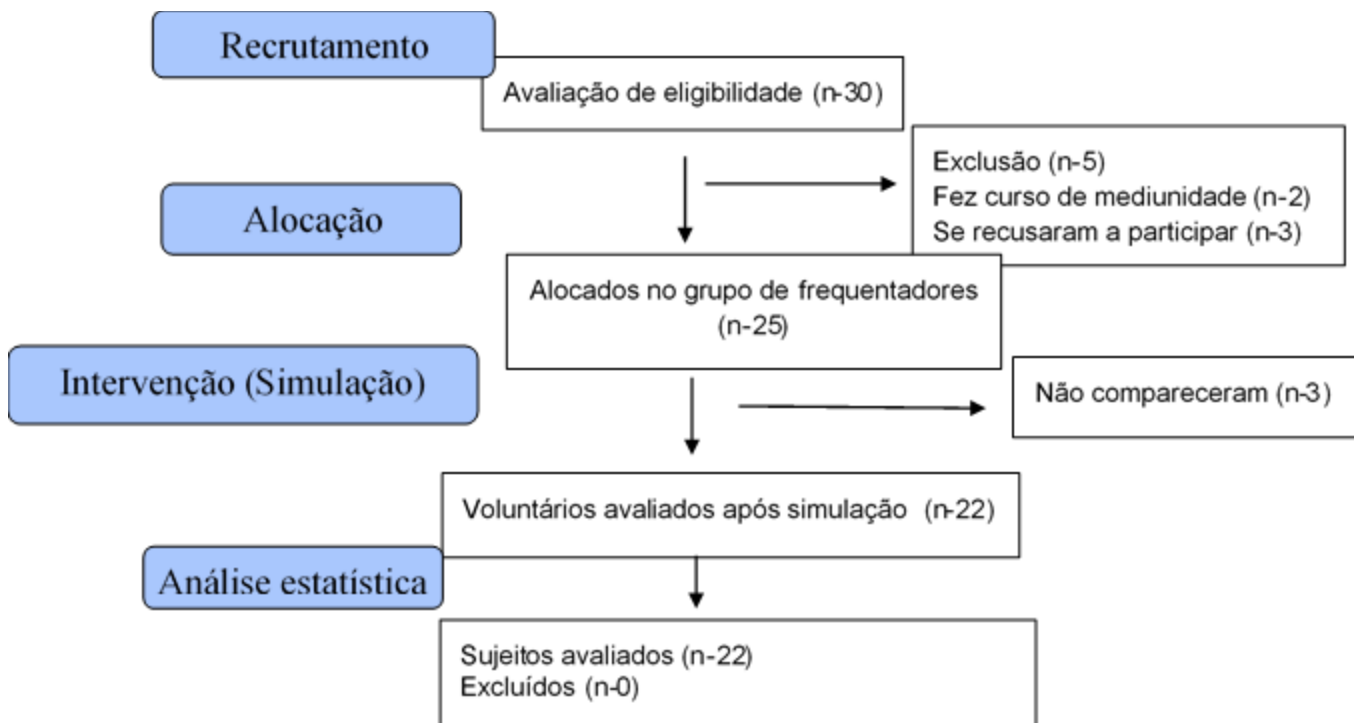 Recrutamento
Avaliação de eligibilidade (n-30)
Exclusão (n-5)
Fez curso de mediunidade (n-2)
Se recusaram a participar (n-3)
Alocação
Alocados no grupo de frequentadores
(n-25)
Intervenção (Simulação)
Não compareceram (n-3)
Voluntários avaliados após simulação (n-22)
Análise estatística
Sujeitos avaliados (n-22)
Excluídos (n-0)